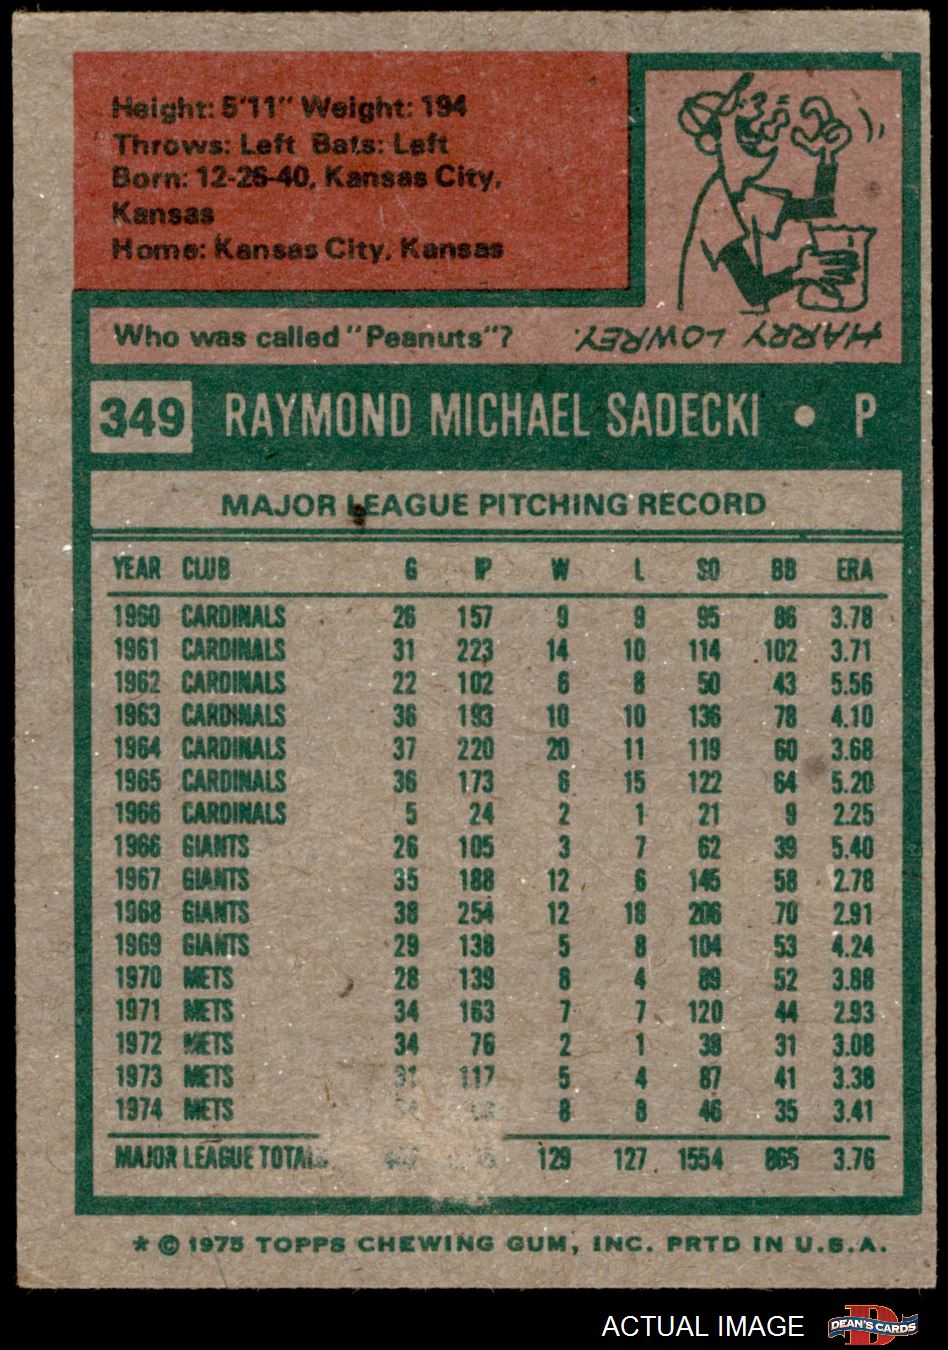 Height: 5'11" Weight: 194
Throws: Left Bats: Left
Born: 12-26-40, Kansas City,
Kansas
Home: Kansas City, Kansas
Who was called "Peanuts"?
HARRY LOWREY.
349 RAYMOND MICHAEL SADECKI • P
MAJOR LEAGUE PITCHING RECORD
YEAR CLUB G IP W L SO BB ERA
1960 CARDINALS 26 157 9 9 95 86 3.78
1961 CARDINALS 31 223 14 10 114 102 3.71
1962 CARDINALS 22 102 6 8 50 43 5.56
1963 CARDINALS 36 193 10 10 136 78 4.10
1964 CARDINALS 37 220 20 11 119 60 3.68
1965 CARDINALS 36 173 6 15 122 64 5.20
1966 CARDINALS 5 24 2 1 21 9 2.25
1966 GIANTS 26 105 3 7 62 39 5.40
1967 GIANTS 35 188 12 6 145 58 2.78
1968 GIANTS 38 254 12 18 206 70 2.91
1969 GIANTS 29 138 5 8 104 53 4.24
1970 METS 28 139 8 4 89 52 3.88
1971 METS 34 163 7 7 120 44 2.93
1972 METS 34 76 2 1 38 31 3.08
1973 METS 31 117 5 4 87 41 3.38
1974 METS 8 8 46 35 3.41
MAJOR LEAGUE TOTALS 129 127 1554 865 3.76
* © 1975 TOPPS CHEWING GUM, INC. PRTD IN U.S.A.
ACTUAL IMAGE
DEAN'S CARDS